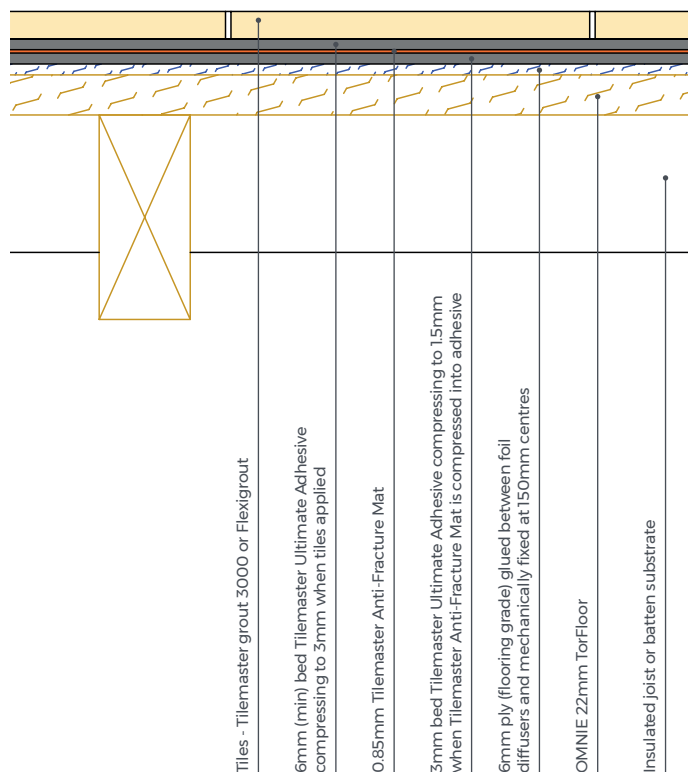 Tiles - Tilemaster grout 3000 or Flexigrout
6mm (min) bed Tilemaster Ultimate Adhesive
compressing to 3mm when tiles applied
0.85mm Tilemaster Anti-Fracture Mat
3mm bed Tilemaster Ultimate Adhesive compressing to 1.5mm
when Tilemaster Anti-Fracture Mat is compressed into adhesive
6mm ply (flooring grade) glued between foil
diffusers and mechanically fixed at 150mm centres
OMNIE 22mm TorFloor
Insulated joist or batten substrate